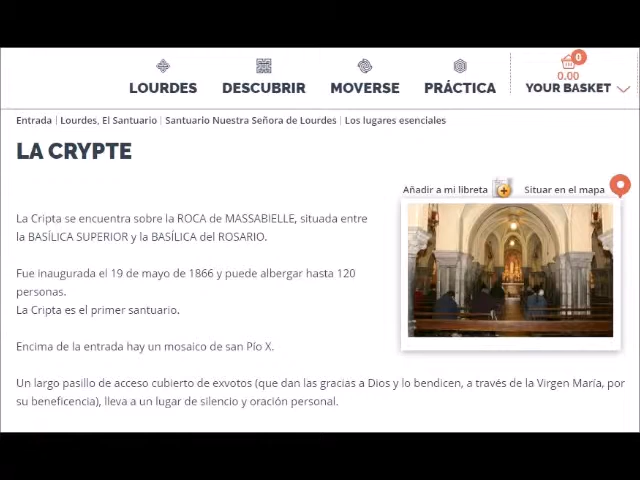 LOURDES DESCUBRIR MOVERSE PRÁCTICA
0
0.00
YOUR BASKET
Entrada | Lourdes, El Santuario | Santuario Nuestra Señora de Lourdes | Los lugares esenciales
LA CRYPTE
Añadir a mi libreta Situar en el mapa
La Cripta se encuentra sobre la ROCA de MASSABIELLE, situada entre
la BASÍLICA SUPERIOR y la BASÍLICA del ROSARIO.
Fue inaugurada el 19 de mayo de 1866 y puede albergar hasta 120
personas.
La Cripta es el primer santuario.
Encima de la entrada hay un mosaico de san Pío X.
Un largo pasillo de acceso cubierto de exvotos (que dan las gracias a Dios y lo bendicen, a través de la Virgen María, por
su beneficencia), lleva a un lugar de silencio y oración personal.